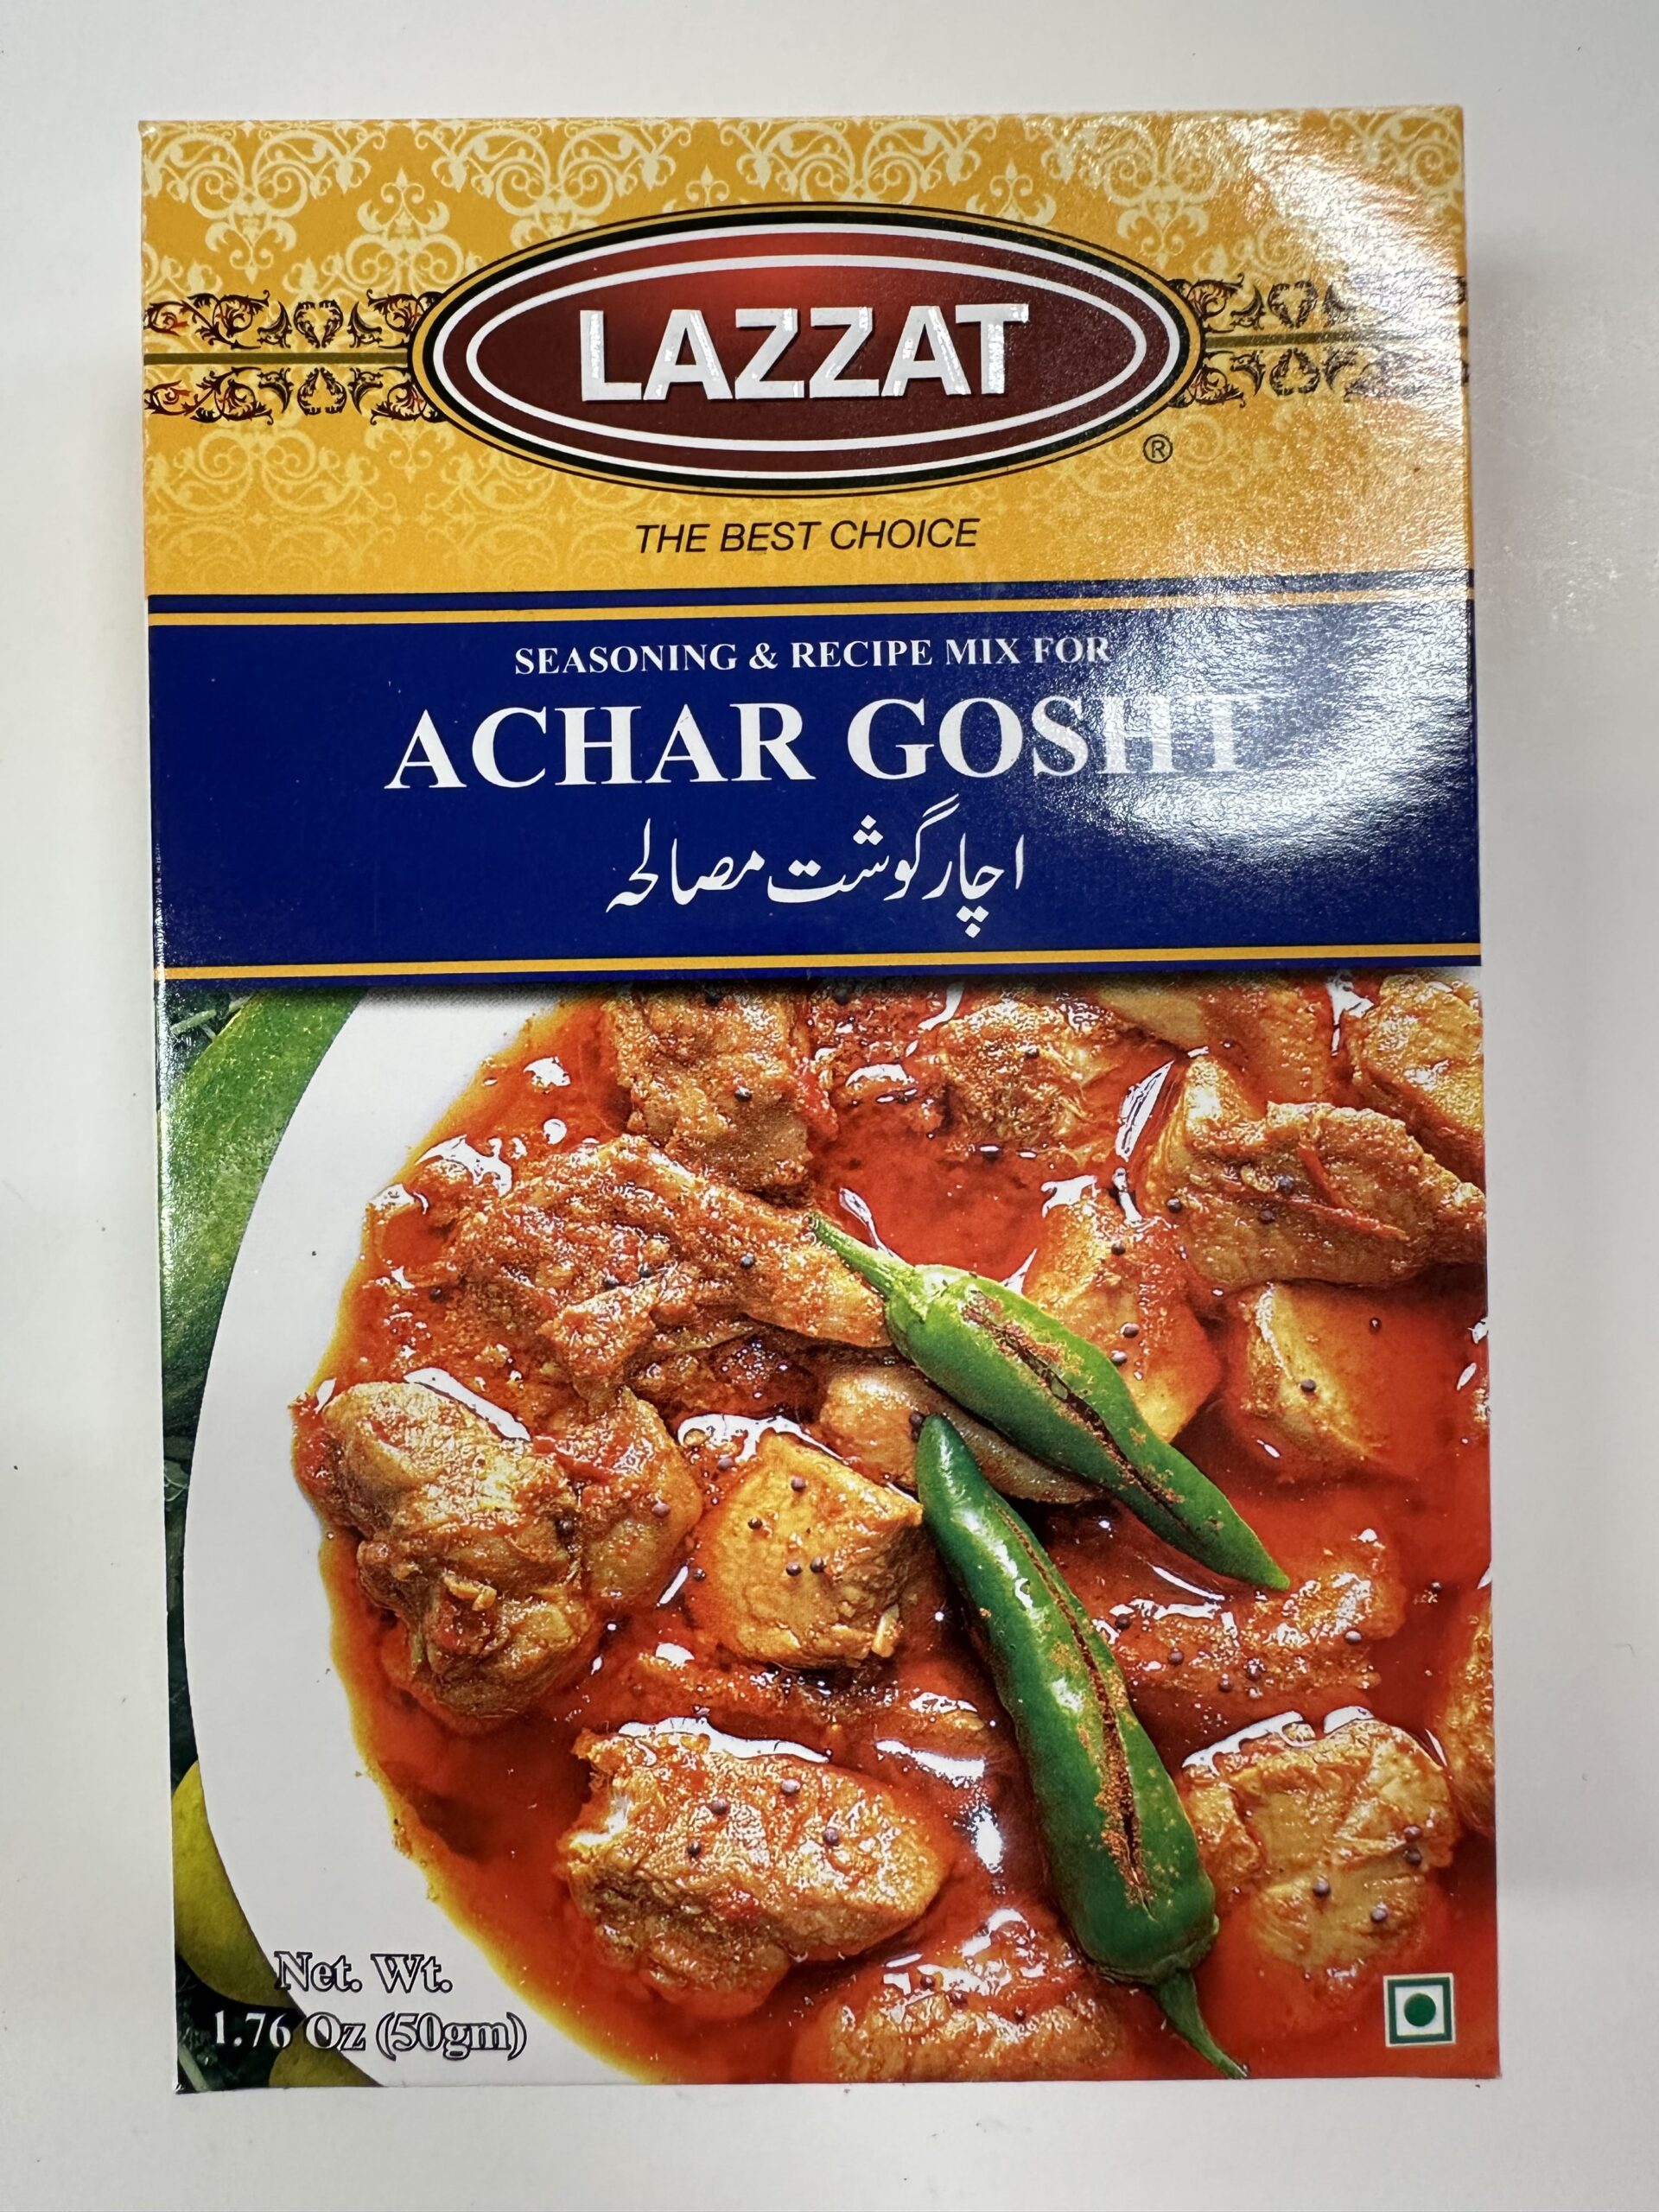 LAZZAT
®
THE BEST CHOICE
SEASONING & RECIPE MIX FOR
ACHAR GOSHT
اچار گوشت مصالحہ
Net. Wt.
1.76 Oz (50gm)